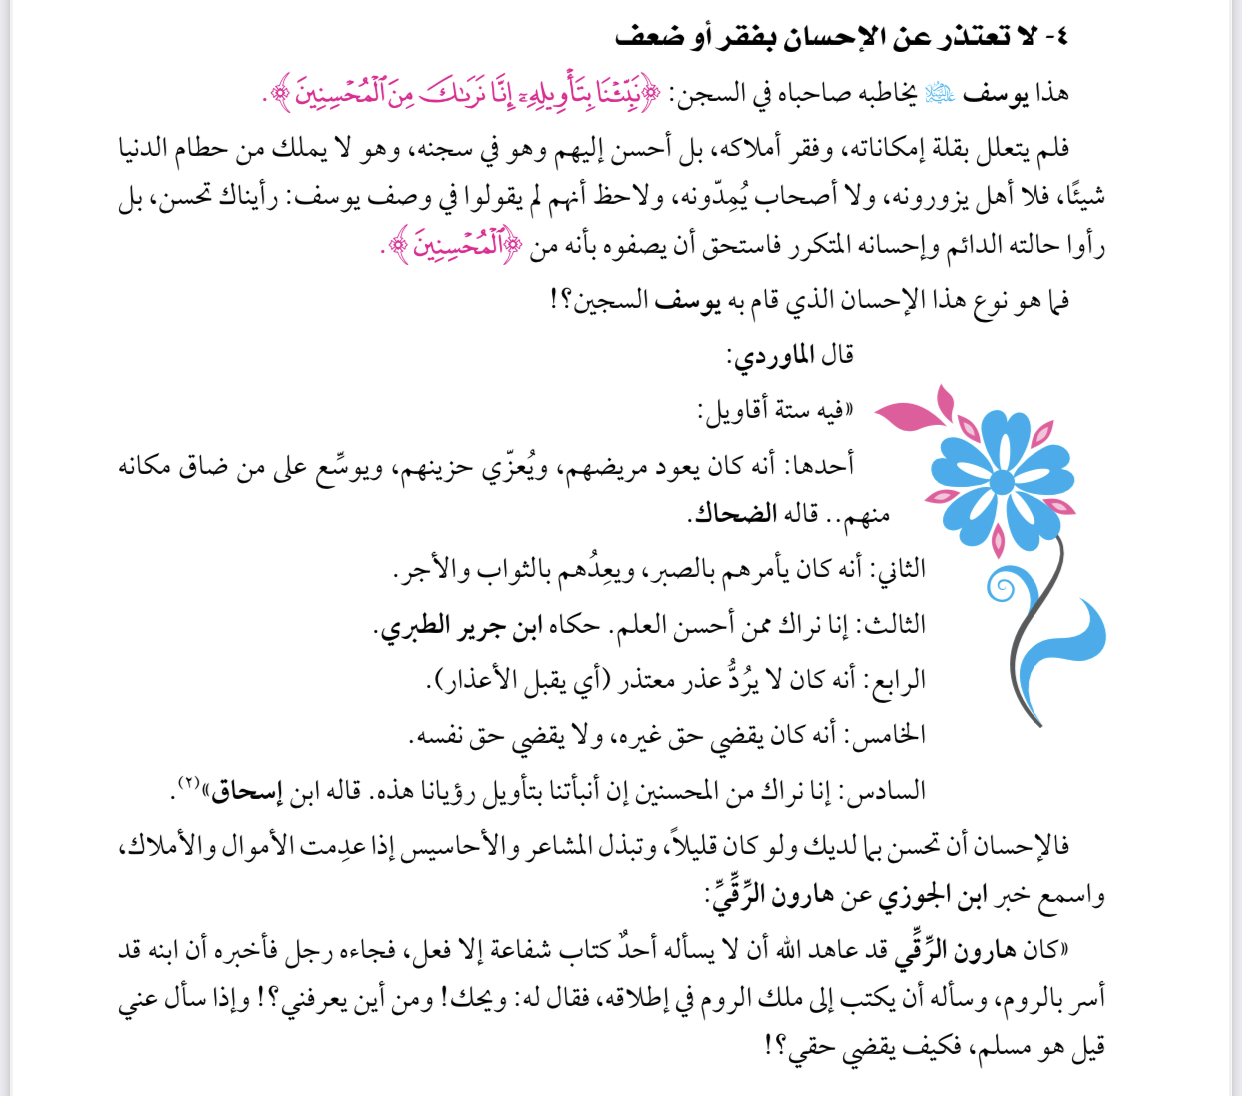 ٤- لا تعتذر عن الإحسان بفقر أو ضعف
هذا يوسف عليه السلام يخاطبه صاحباه في السجن: ﴿نَبِّئْنَا بِتَأْوِيلِهِۦٓ إِنَّا نَرَىٰكَ مِنَ ٱلْمُحْسِنِينَ﴾.
فلم يتعلل بقلة إمكاناته، وفقر أملاكه، بل أحسن إليهم وهو في سجنه، وهو لا يملك من حطام الدنيا
شيئًا، فلا أهل يزورونه، ولا أصحاب يُمِدّونه، ولاحظ أنهم لم يقولوا في وصف يوسف: رأيناك تحسن، بل
رأوا حالته الدائم وإحسانه المتكرر فاستحق أن يصفوه بأنه من ﴿ٱلْمُحْسِنِينَ﴾.
فما هو نوع هذا الإحسان الذي قام به يوسف السجين؟!
قال الماوردي:
«فيه ستة أقاويل:
أحدها: أنه كان يعود مريضهم، ويُعزّي حزينهم، ويوسِّع على من ضاق مكانه
منهم.. قاله الضحاك.
الثاني: أنه كان يأمرهم بالصبر، ويعِدُهم بالثواب والأجر.
الثالث: إنا نراك ممن أحسن العلم. حكاه ابن جرير الطبري.
الرابع: أنه كان لا يرُدُّ عذر معتذر (أي يقبل الأعذار).
الخامس: أنه كان يقضي حق غيره، ولا يقضي حق نفسه.
السادس: إنا نراك من المحسنين إن أنبأتنا بتأويل رؤيانا هذه. قاله ابن إسحاق»(٢).
فالإحسان أن تحسن بما لديك ولو كان قليلاً، وتبذل المشاعر والأحاسيس إذا عدِمت الأموال والأملاك،
واسمع خبر ابن الجوزي عن هارون الرِّقِّيِّ:
«كان هارون الرِّقِّي قد عاهد الله أن لا يسأله أحدٌ كتاب شفاعة إلا فعل، فجاءه رجل فأخبره أن ابنه قد
أسر بالروم، وسأله أن يكتب إلى ملك الروم في إطلاقه، فقال له: ويحك! ومن أين يعرفني؟! وإذا سأل عني
قيل هو مسلم، فكيف يقضي حقي؟!